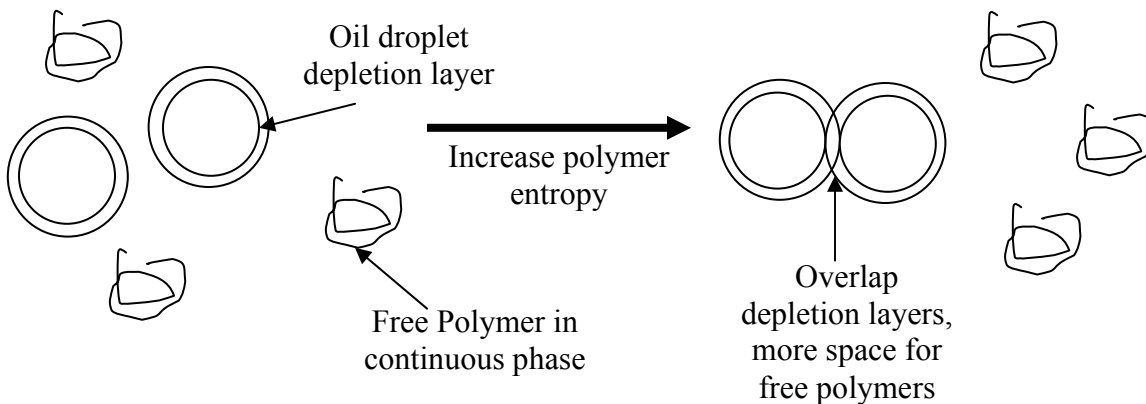 Oil droplet
depletion layer
Increase polymer
entropy
Free Polymer in
continuous phase
Overlap
depletion layers,
more space for
free polymers